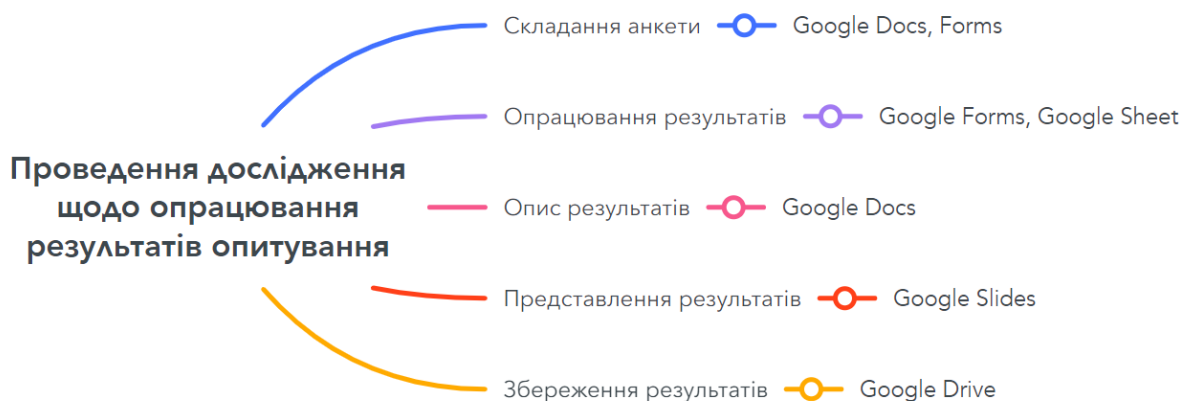 Складання анкети Google Docs, Forms
Опрацювання результатів Google Forms, Google Sheet
Проведення дослідження
щодо опрацювання
результатів опитування
Опис результатів Google Docs
Представлення результатів Google Slides
Збереження результатів Google Drive